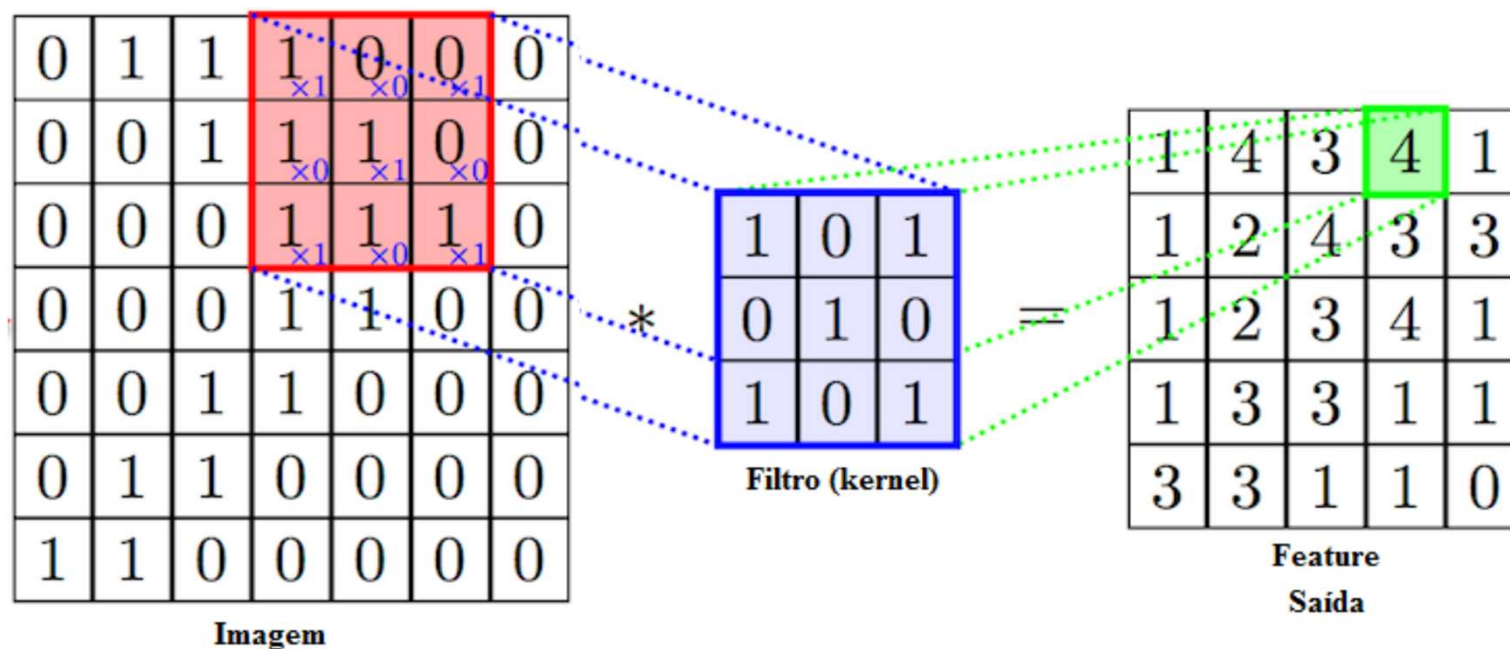 0 1 1 1 0 0 0
×1 ×0 ×1
0 0 1 1 1 0 0
×0 ×1 ×0
0 0 0 1 1 1 0
×1 ×0 ×1
0 0 0 1 1 0 0
0 0 1 1 0 0 0
0 1 1 0 0 0 0
1 1 0 0 0 0 0
Imagem
*
1 0 1
0 1 0
1 0 1
Filtro (kernel)
=
1 4 3 4 1
1 2 4 3 3
1 2 3 4 1
1 3 3 1 1
3 3 1 1 0
Feature
Saída